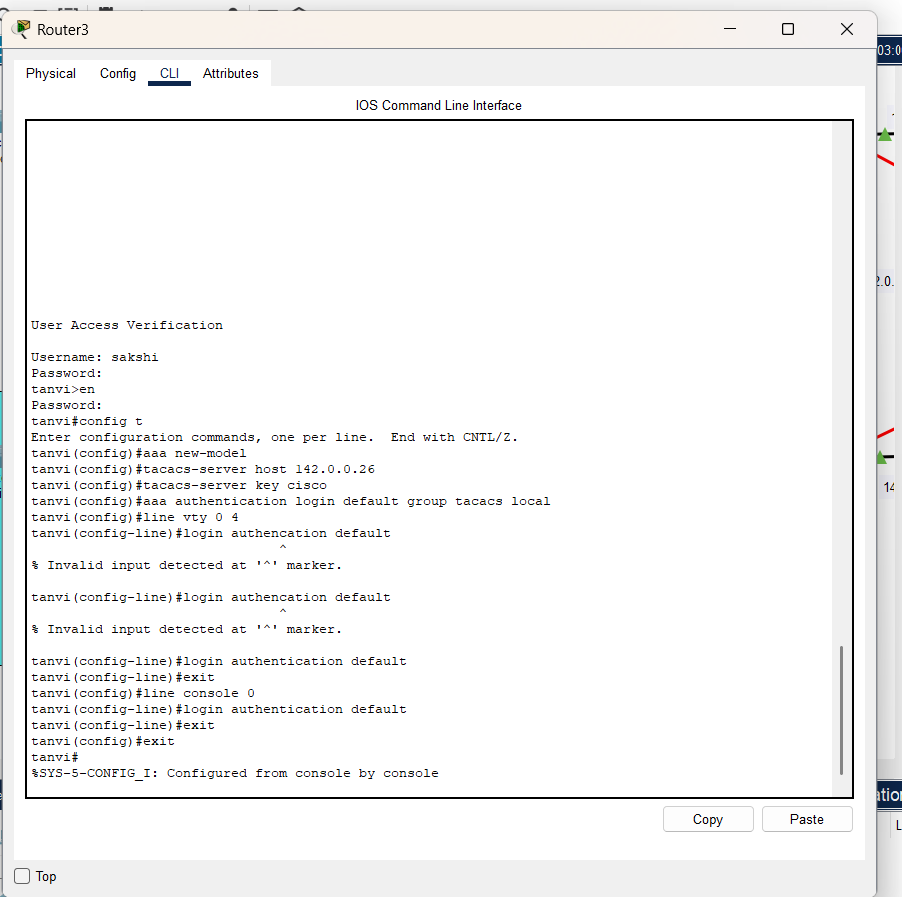 Router3
03:0
Physical Config CLI Attributes
IOS Command Line Interface
2.0.
User Access Verification
Username: sakshi
Password:
tanvi>en
Password:
tanvi#config t
Enter configuration commands, one per line.  End with CNTL/Z.
tanvi(config)#aaa new-model
tanvi(config)#tacacs-server host 142.0.0.26
tanvi(config)#tacacs-server key cisco
tanvi(config)#aaa authentication login default group tacacs local
tanvi(config)#line vty 0 4
tanvi(config-line)#login authencation default
^
% Invalid input detected at '^' marker.
tanvi(config-line)#login authencation default
^
% Invalid input detected at '^' marker.
tanvi(config-line)#login authentication default
tanvi(config-line)#exit
tanvi(config)#line console 0
tanvi(config-line)#login authentication default
tanvi(config-line)#exit
tanvi(config)#exit
tanvi#
%SYS-5-CONFIG_I: Configured from console by console
14
ation
L
Copy Paste
Top